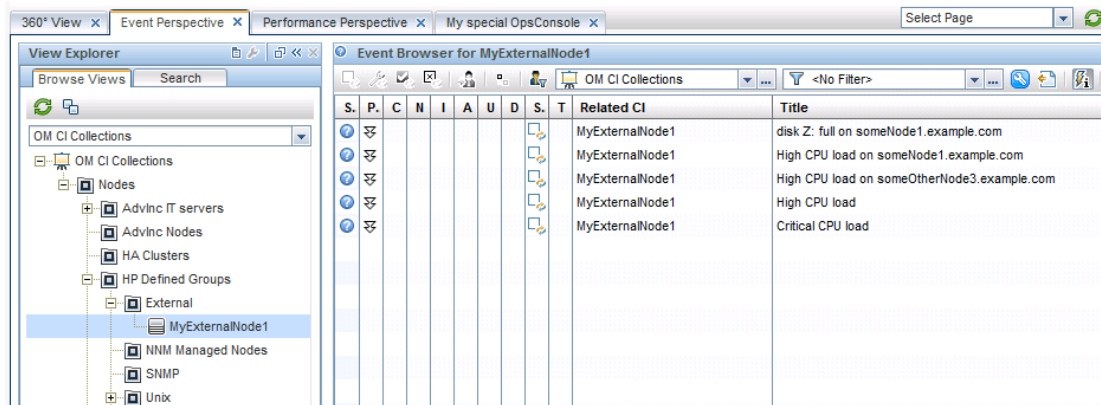 360° View X Event Perspective X Performance Perspective X My special OpsConsole X Select Page
View Explorer
Browse Views Search
OM CI Collections
OM CI Collections
Nodes
AdvInc IT servers
AdvInc Nodes
HA Clusters
HP Defined Groups
External
MyExternalNode1
NNM Managed Nodes
SNMP
Unix
Event Browser for MyExternalNode1
OM CI Collections ... <No Filter> ...
S. P. C N I A U D S. T Related CI Title
MyExternalNode1 disk Z: full on someNode1.example.com
MyExternalNode1 High CPU load on someNode1.example.com
MyExternalNode1 High CPU load on someOtherNode3.example.com
MyExternalNode1 High CPU load
MyExternalNode1 Critical CPU load